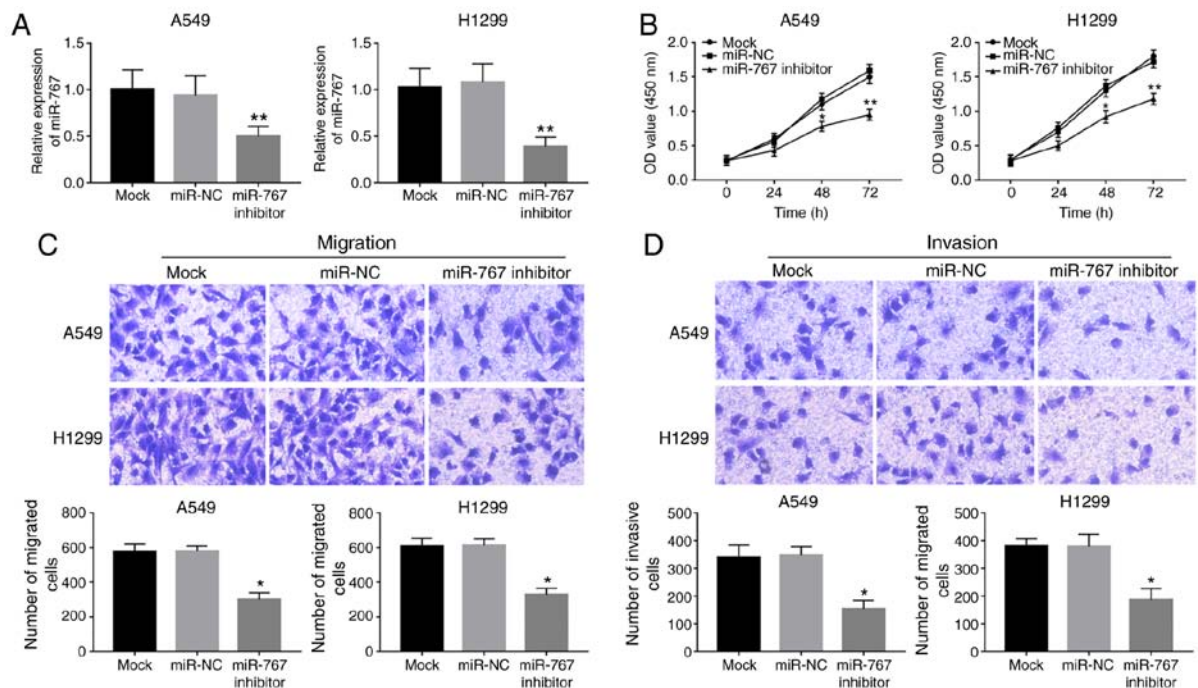 A
A549
Relative expression
of miR-767
1.5
1.0
0.5
0.0
**
Mock
miR-NC
miR-767
inhibitor
H1299
Relative expression
of miR-767
1.5
1.0
0.5
0.0
**
Mock
miR-NC
miR-767
inhibitor
B
A549
OD value (450 nm)
2.0
1.5
1.0
0.5
0.0
Mock
miR-NC
miR-767 inhibitor
*
**
0 24 48 72
Time (h)
H1299
OD value (450 nm)
2.0
1.5
1.0
0.5
0.0
Mock
miR-NC
miR-767 inhibitor
*
**
0 24 48 72
Time (h)
C
Migration
Mock miR-NC miR-767 inhibitor
A549
H1299
A549
Number of migrated
cells
800
600
400
200
0
*
Mock
miR-NC
miR-767
inhibitor
H1299
Number of migrated
cells
800
600
400
200
0
*
Mock
miR-NC
miR-767
inhibitor
D
Invasion
Mock miR-NC miR-767 inhibitor
A549
H1299
A549
Number of invasive
cells
500
400
300
200
100
0
*
Mock
miR-NC
miR-767
inhibitor
H1299
Number of migrated
cells
500
400
300
200
100
0
*
Mock
miR-NC
miR-767
inhibitor